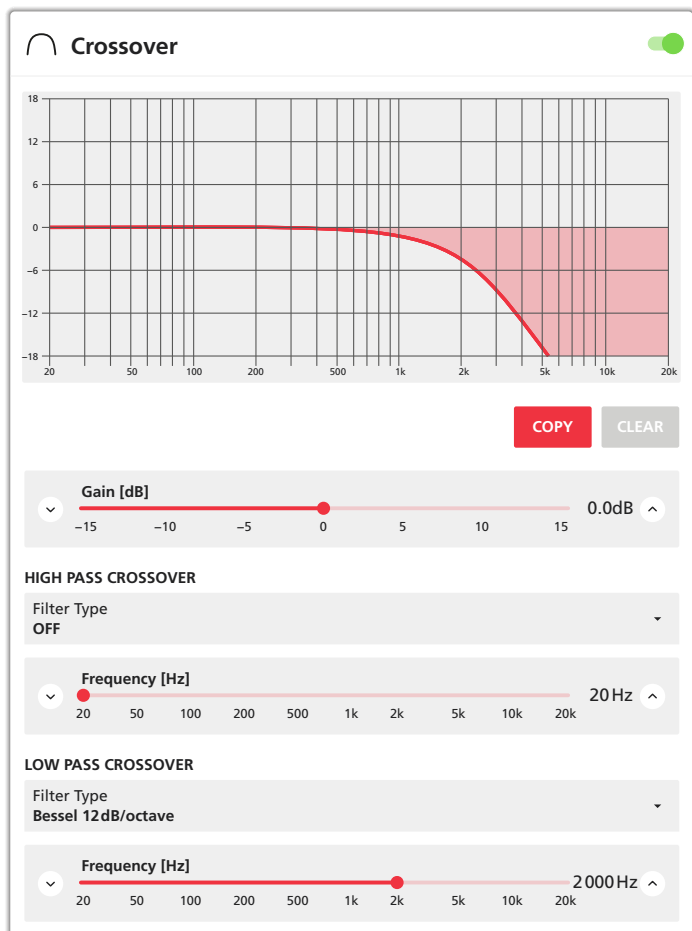 Crossover
18
12
6
0
−6
−12
−18
20 50 100 200 500 1k 2k 5k 10k 20k
COPY CLEAR
Gain [dB]
0.0dB
−15 −10 −5 0 5 10 15
HIGH PASS CROSSOVER
Filter Type
OFF
Frequency [Hz]
20Hz
20 50 100 200 500 1k 2k 5k 10k 20k
LOW PASS CROSSOVER
Filter Type
Bessel 12dB/octave
Frequency [Hz]
2000Hz
20 50 100 200 500 1k 2k 5k 10k 20k